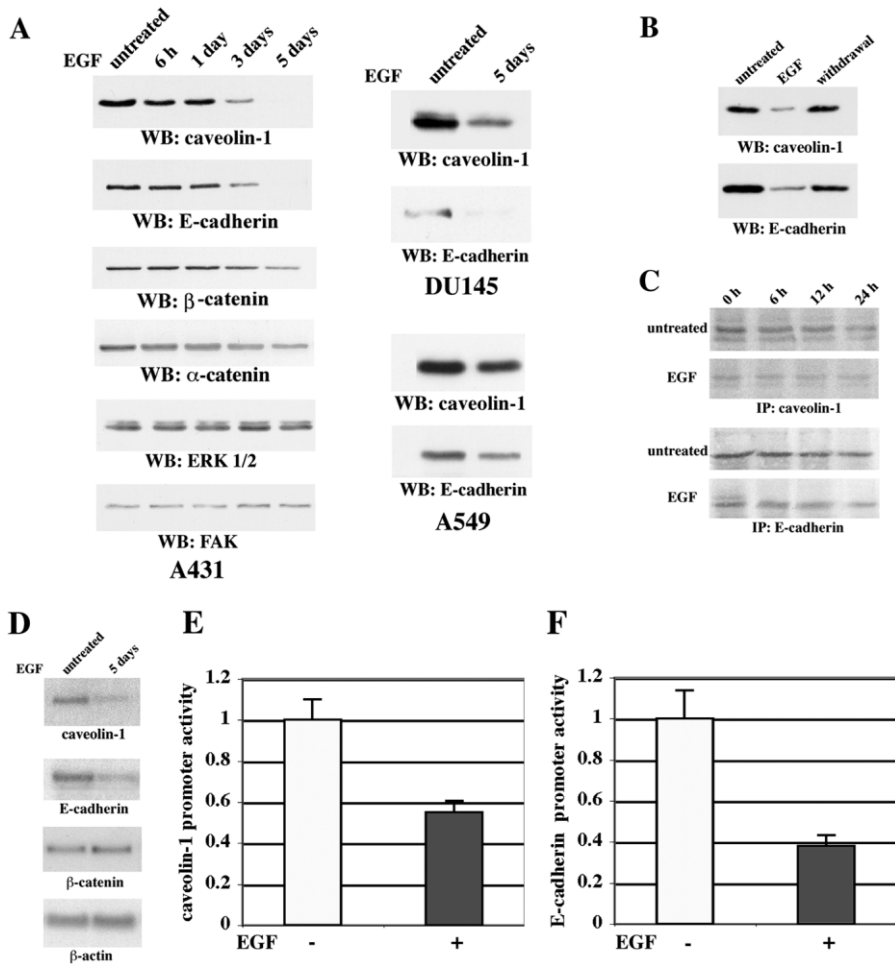 A
EGF untreated 6 h 1 day 3 days 5 days
WB: caveolin-1
WB: E-cadherin
WB: β-catenin
WB: α-catenin
WB: ERK 1/2
WB: FAK
A431
EGF untreated 5 days
WB: caveolin-1
WB: E-cadherin
DU145
WB: caveolin-1
WB: E-cadherin
A549
B
untreated EGF withdrawal
WB: caveolin-1
WB: E-cadherin
C
0 h 6 h 12 h 24 h
untreated
EGF
IP: caveolin-1
untreated
EGF
IP: E-cadherin
D
EGF untreated 5 days
caveolin-1
E-cadherin
β-catenin
β-actin
E
caveolin-1 promoter activity
1.2
1
0.8
0.6
0.4
0.2
0
EGF - +
F
E-cadherin promoter activity
1.2
1
0.8
0.6
0.4
0.2
0
EGF - +